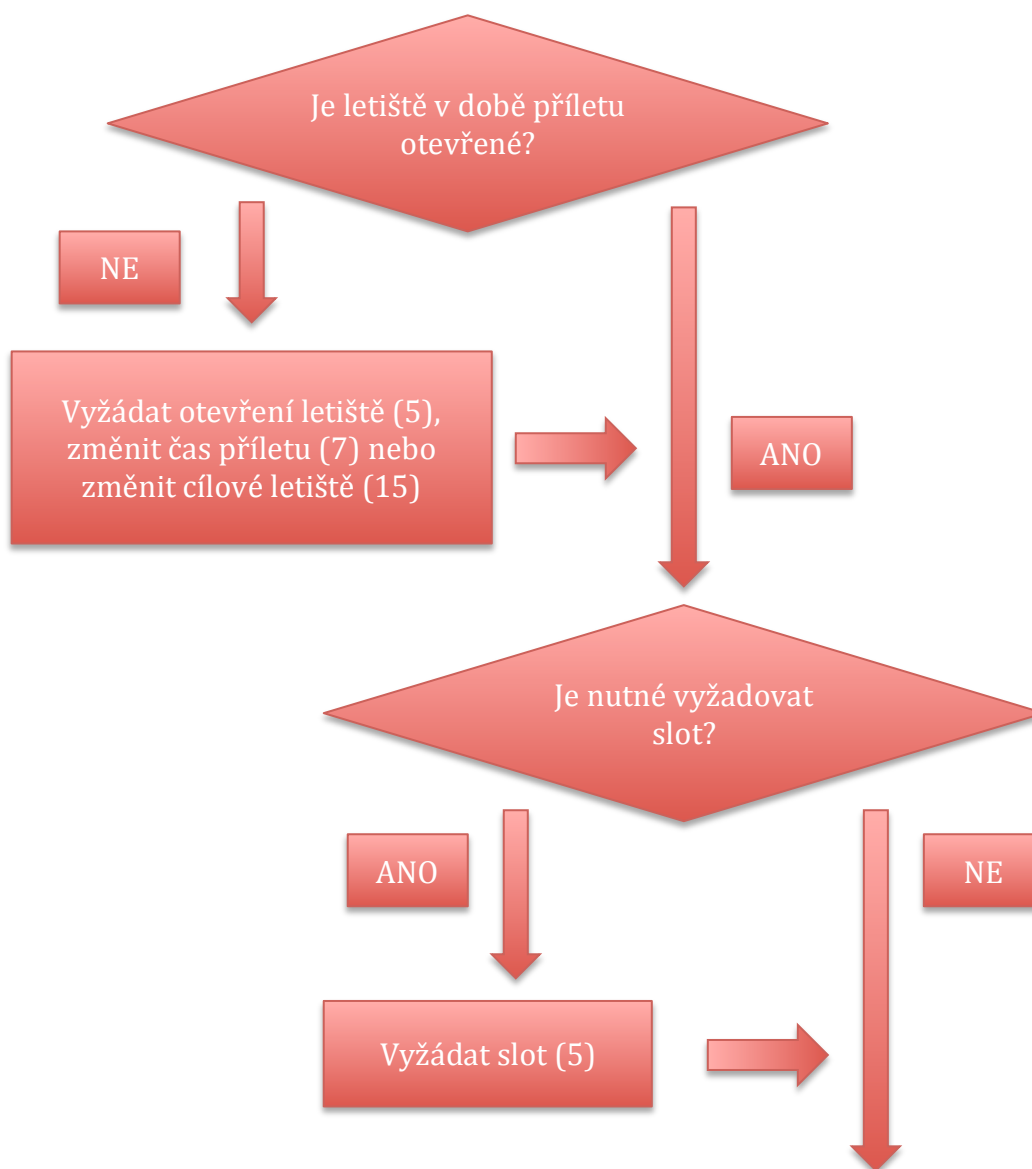 Je letiště v době příletu
otevřené?
NE
Vyžádat otevření letiště (5),
změnit čas příletu (7) nebo
změnit cílové letiště (15)
ANO
Je nutné vyžadovat
slot?
ANO
NE
Vyžádat slot (5)